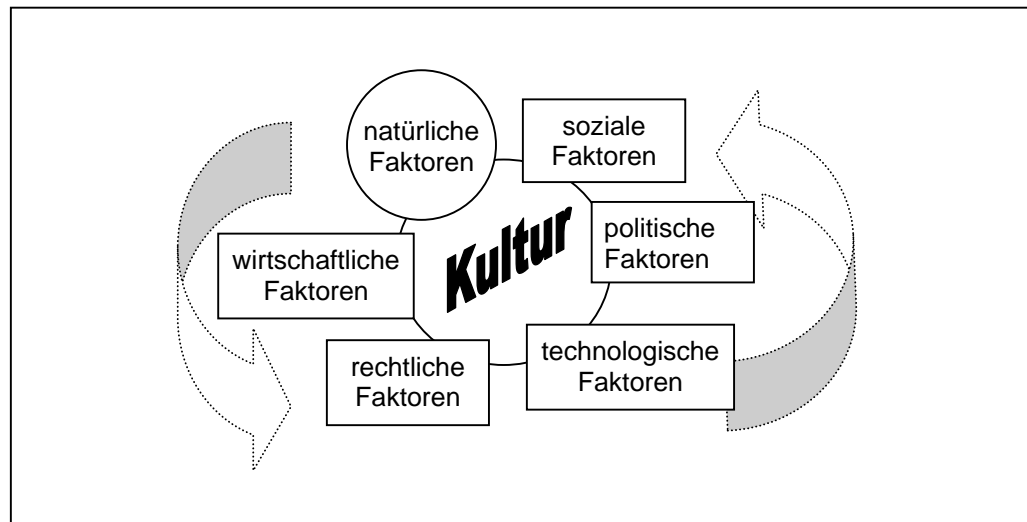 natürliche
Faktoren
soziale
Faktoren
Kultur
politische
Faktoren
wirtschaftliche
Faktoren
rechtliche
Faktoren
technologische
Faktoren